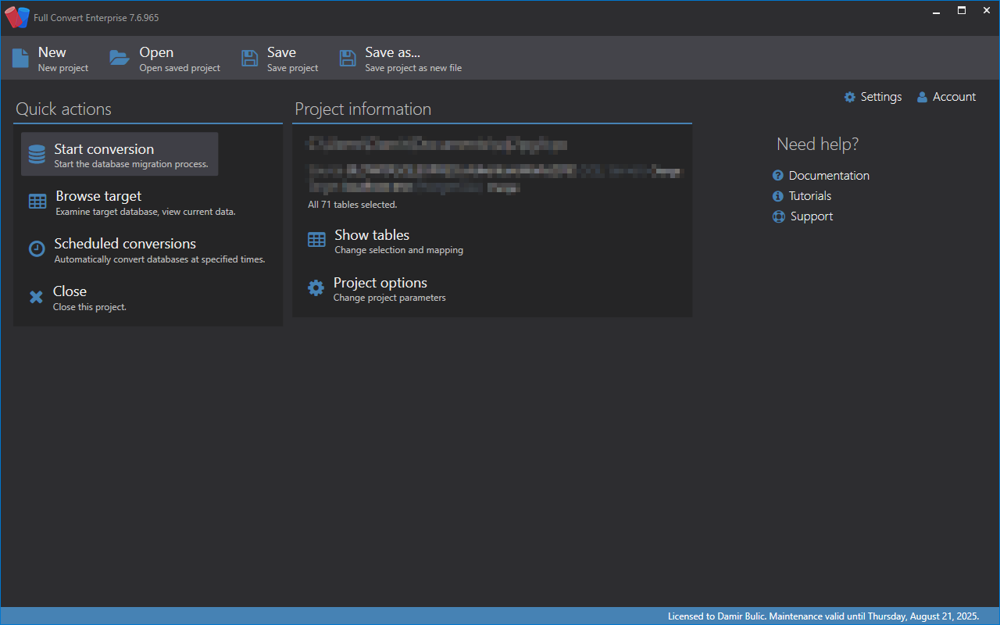 Full Convert Enterprise 7.6.965
New
New project
Open
Open saved project
Save
Save project
Save as...
Save project as new file
Settings
Account
Quick actions
Start conversion
Start the database migration process.
Browse target
Examine target database, view current data.
Scheduled conversions
Automatically convert databases at specified times.
Close
Close this project.
Project information
All 71 tables selected.
Show tables
Change selection and mapping
Project options
Change project parameters
Need help?
Documentation
Tutorials
Support
Licensed to Damir Bulic. Maintenance valid until Thursday, August 21, 2025.